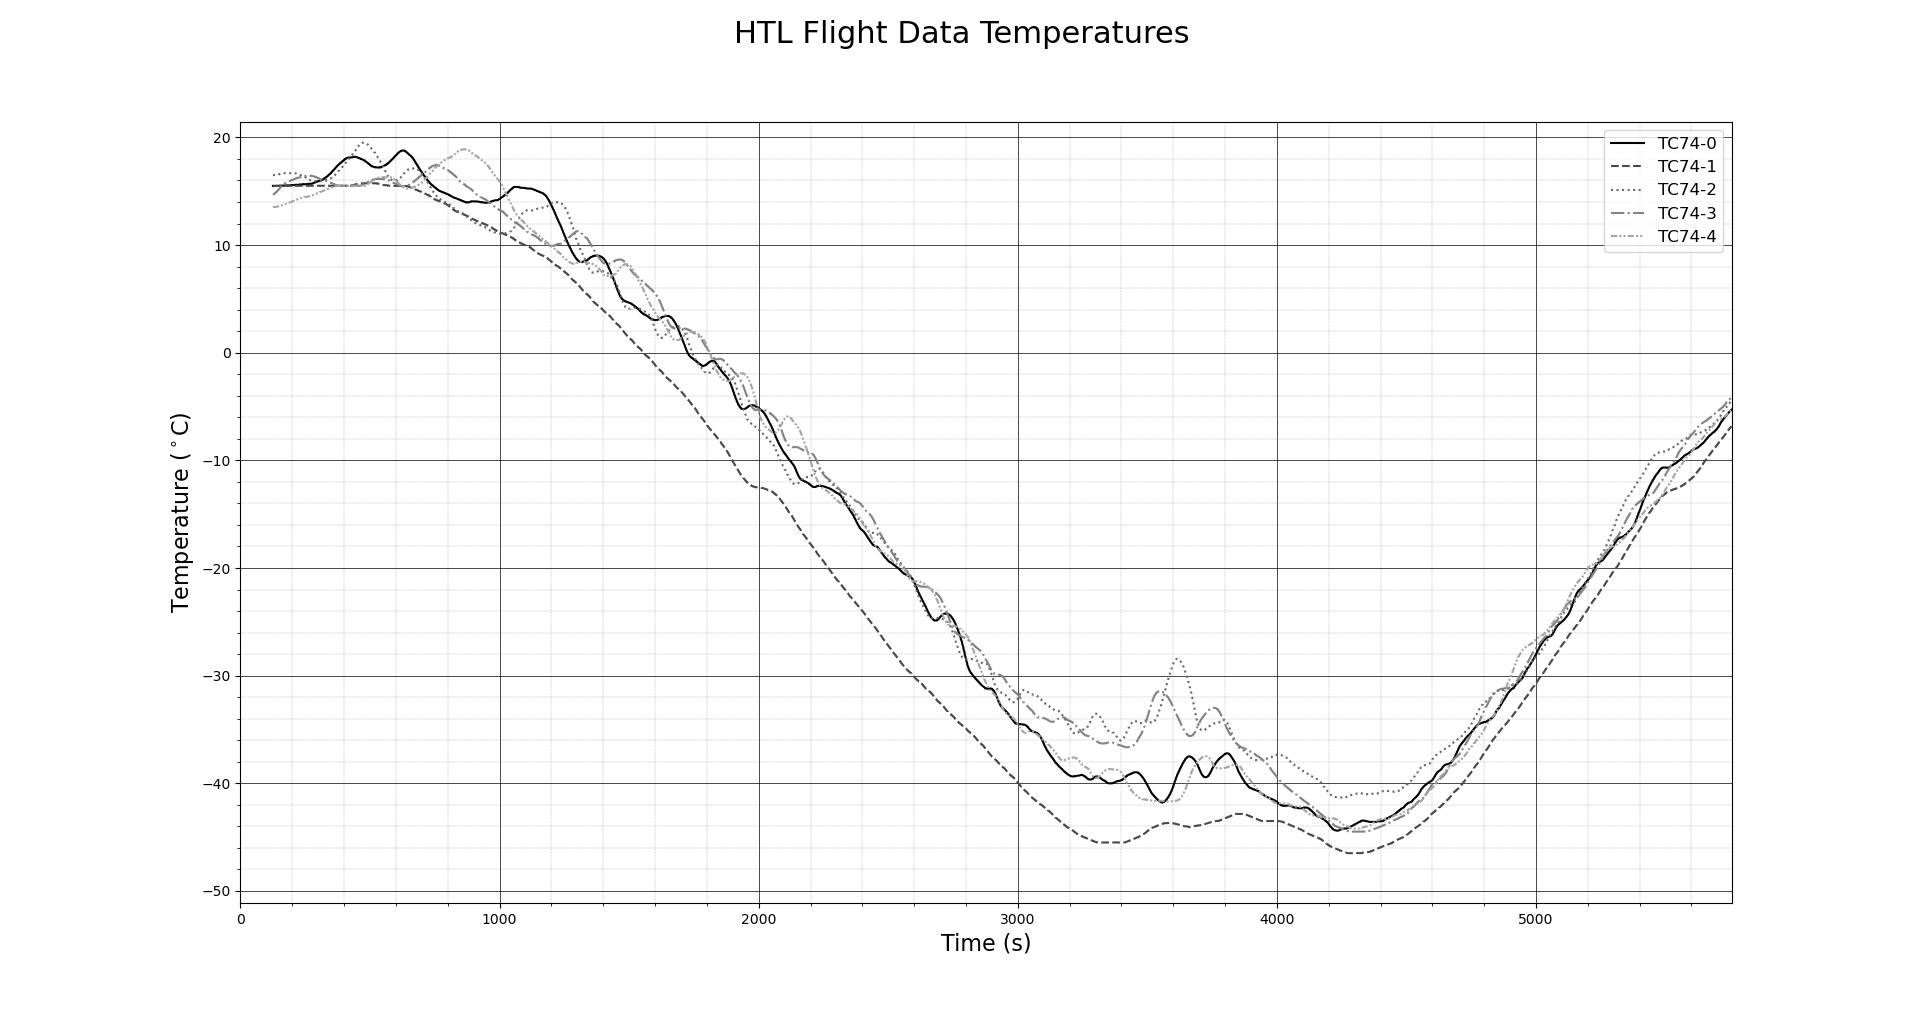 HTL Flight Data Temperatures
20
10
0
−10
−20
−30
−40
−50
Temperature (°C)
0 1000 2000 3000 4000 5000
Time (s)
TC74-0
TC74-1
TC74-2
TC74-3
TC74-4